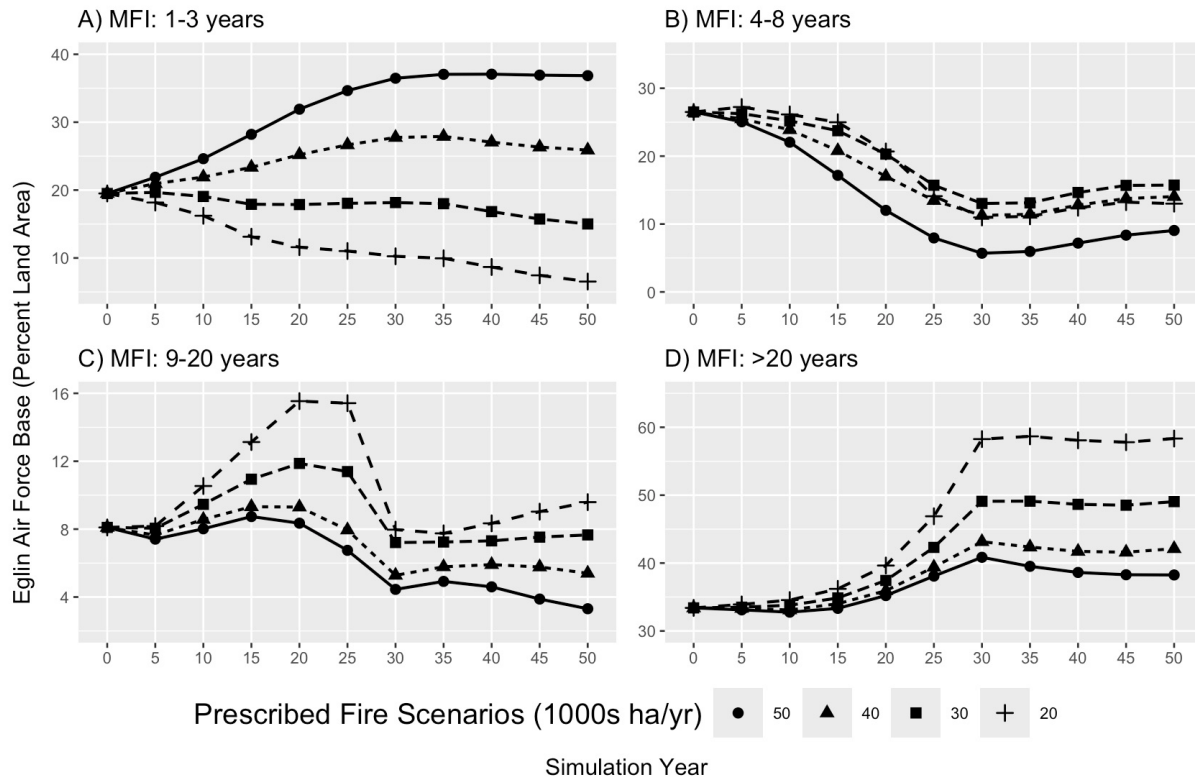 A) MFI: 1-3 years
B) MFI: 4-8 years
40
30
20
10
0 5 10 15 20 25 30 35 40 45 50
30
20
10
0
0 5 10 15 20 25 30 35 40 45 50
C) MFI: 9-20 years
D) MFI: >20 years
16
12
8
4
0 5 10 15 20 25 30 35 40 45 50
60
50
40
30
0 5 10 15 20 25 30 35 40 45 50
Eglin Air Force Base (Percent Land Area)
Prescribed Fire Scenarios (1000s ha/yr) 50 40 30 20
Simulation Year